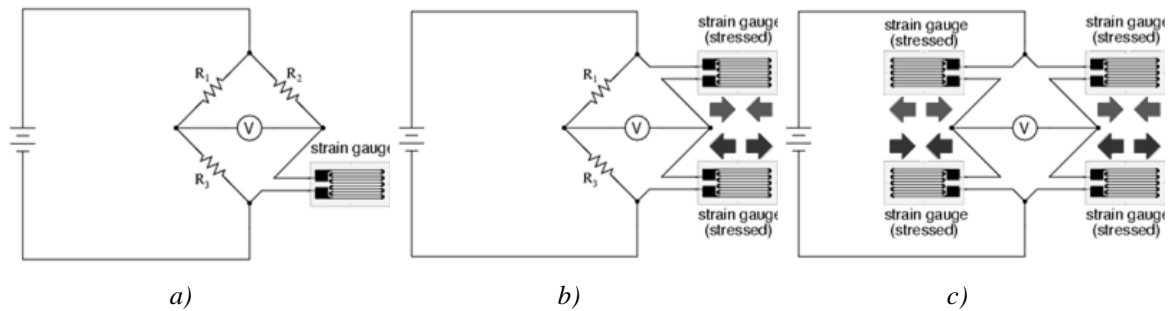 R1
R2
V
strain gauge
R3
a)
strain gauge
(stressed)
R1
V
R3
strain gauge
(stressed)
b)
strain gauge
(stressed)
strain gauge
(stressed)
V
strain gauge
(stressed)
strain gauge
(stressed)
c)